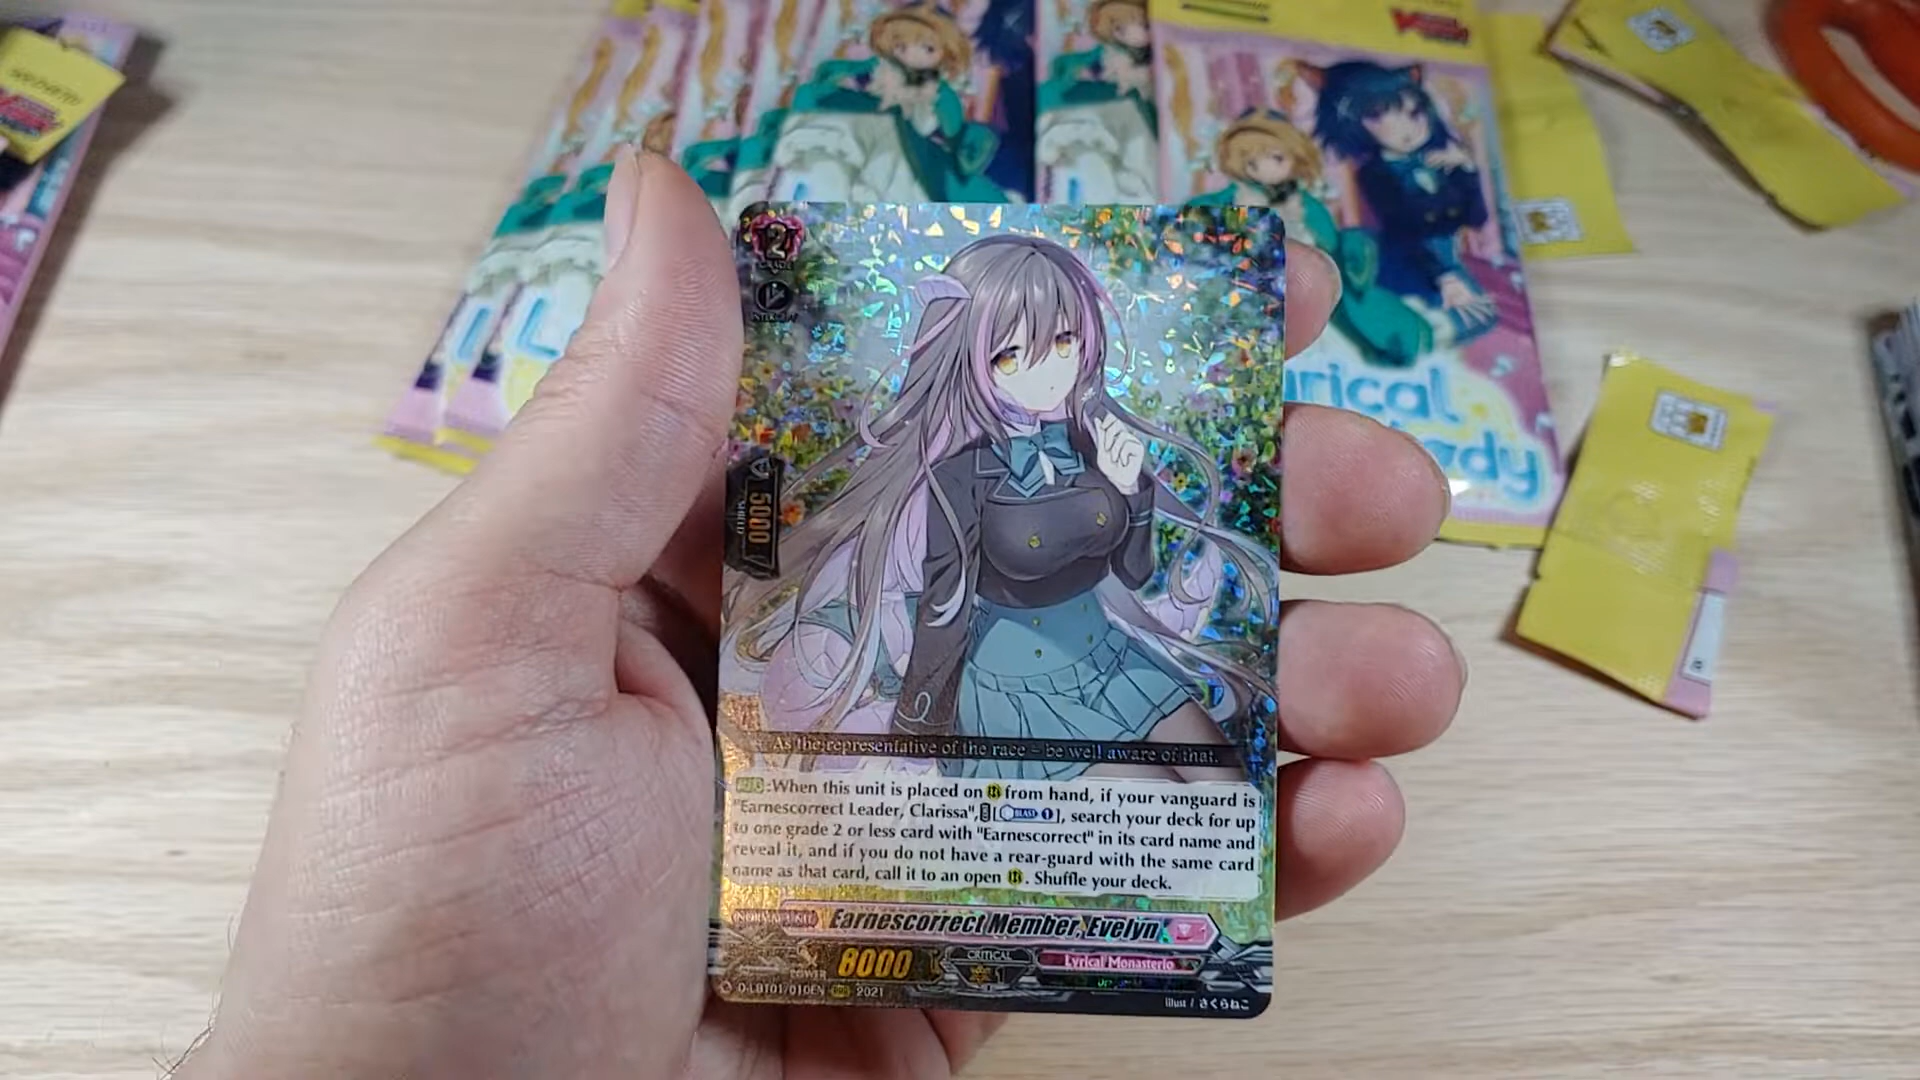 2
GRADE
INTERCEPT
5000
SHIELD
As the representative of the race – be well aware of that.
AUTO:When this unit is placed on from hand, if your vanguard is
"Earnescorrect Leader, Clarissa", [BLAST 1], search your deck for up
to one grade 2 or less card with "Earnescorrect" in its card name and
reveal it, and if you do not have a rear-guard with the same card
name as that card, call it to an open . Shuffle your deck.
NORMAL UNIT
Earnescorrect Member, Evelyn
POWER
8000
CRITICAL
1
Lyrical Monasterio
D-LBT01/010EN RRR 2021
Illust / さくらねこ